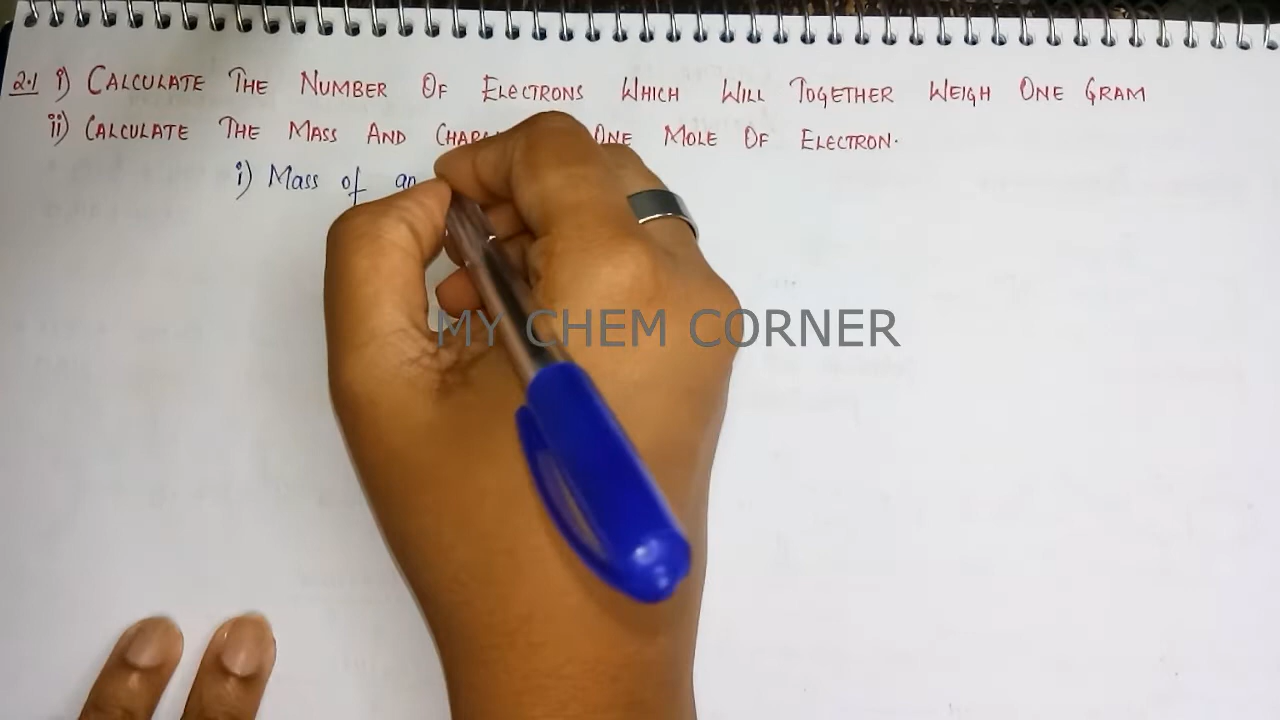 2.1 i) CALCULATE THE NUMBER OF ELECTRONS WHICH WILL TOGETHER WEIGH ONE GRAM
ii) CALCULATE THE MASS AND ONE MOLE OF ELECTRON.
i) Mass of an
MY CHEM CORNER